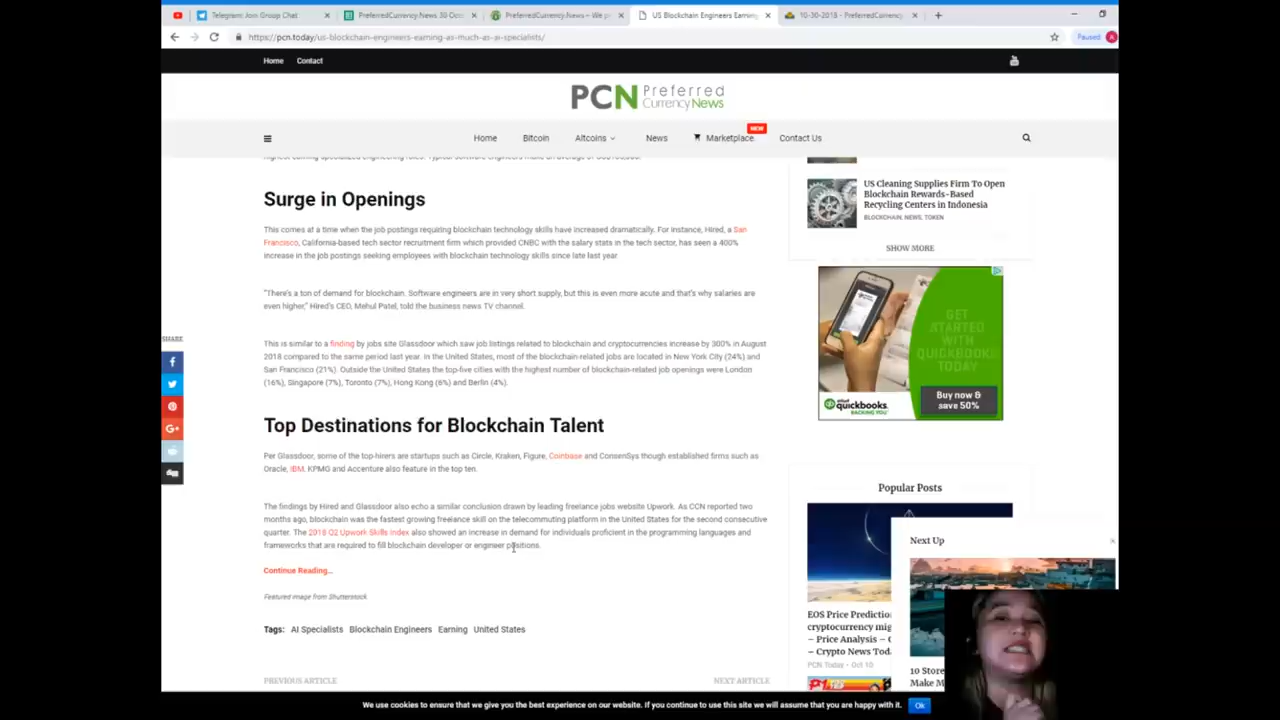 Telegram: Join Group Chat
PreferredCurrency.News 30 Octo
PreferredCurrency.News – We p
US Blockchain Engineers Earning
10-30-2018 - PreferredCurrency
Paused
https://pcn.today/us-blockchain-engineers-earning-as-much-as-ai-specialists/
Home Contact
PCN Preferred Currency News
NEW
Home Bitcoin Altcoins News Marketplace Contact Us
Surge in Openings
This comes at a time when the job postings requiring blockchain technology skills have increased dramatically. For instance, Hired, a San
Francisco, California-based tech sector recruitment firm which provided CNBC with the salary stats in the tech sector, has seen a 400%
increase in the job postings seeking employees with blockchain technology skills since late last year
"There's a ton of demand for blockchain. Software engineers are in very short supply, but this is even more acute and that's why salaries are
even higher," Hired's CEO, Mehul Patel, told the business news TV channel.
This is similar to a finding by jobs site Glassdoor which saw job listings related to blockchain and cryptocurrencies increase by 300% in August
2018 compared to the same period last year. In the United States, most of the blockchain-related jobs are located in New York City (24%) and
San Francisco (21%). Outside the United States the top-five cities with the highest number of blockchain-related job openings were London
(16%), Singapore (7%), Toronto (7%), Hong Kong (6%) and Berlin (4%).
Top Destinations for Blockchain Talent
Per Glassdoor, some of the top-hirers are startups such as Circle, Kraken, Figure, Coinbase and ConsenSys though established firms such as
Oracle, IBM, KPMG and Accenture also feature in the top ten.
The findings by Hired and Glassdoor also echo a similar conclusion drawn by leading freelance jobs website Upwork. As CCN reported two
months ago, blockchain was the fastest growing freelance skill on the telecommuting platform in the United States for the second consecutive
quarter. The 2018 Q2 Upwork Skills Index also showed an increase in demand for individuals proficient in the programming languages and
frameworks that are required to fill blockchain developer or engineer positions.
Continue Reading...
Featured image from Shutterstock.
Tags: AI Specialists Blockchain Engineers Earning United States
PREVIOUS ARTICLE
NEXT ARTICLE
SHARE
US Cleaning Supplies Firm To Open
Blockchain Rewards-Based
Recycling Centers in Indonesia
BLOCKCHAIN, NEWS, TOKEN
SHOW MORE
GET
STARTED
WITH
QUICKBOOKS
TODAY
quickbooks.
BACKING YOU
Buy now &
save 50%
Popular Posts
EOS Price Predictio
cryptocurrency mig
– Price Analysis –
– Crypto News Tod
PCN Today - Oct 10
Next Up
10 Store
Make M
We use cookies to ensure that we give you the best experience on our website. If you continue to use this site we will assume that you are happy with it.
Ok